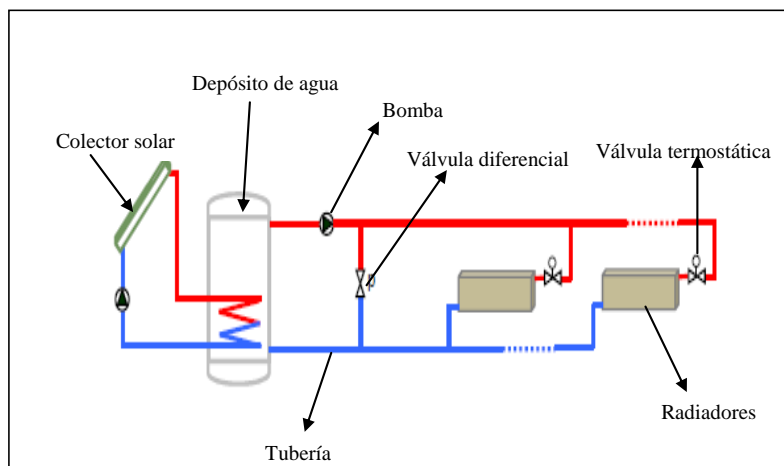 Depósito de agua
Bomba
Colector solar
Válvula diferencial
Válvula termostática
Radiadores
Tubería